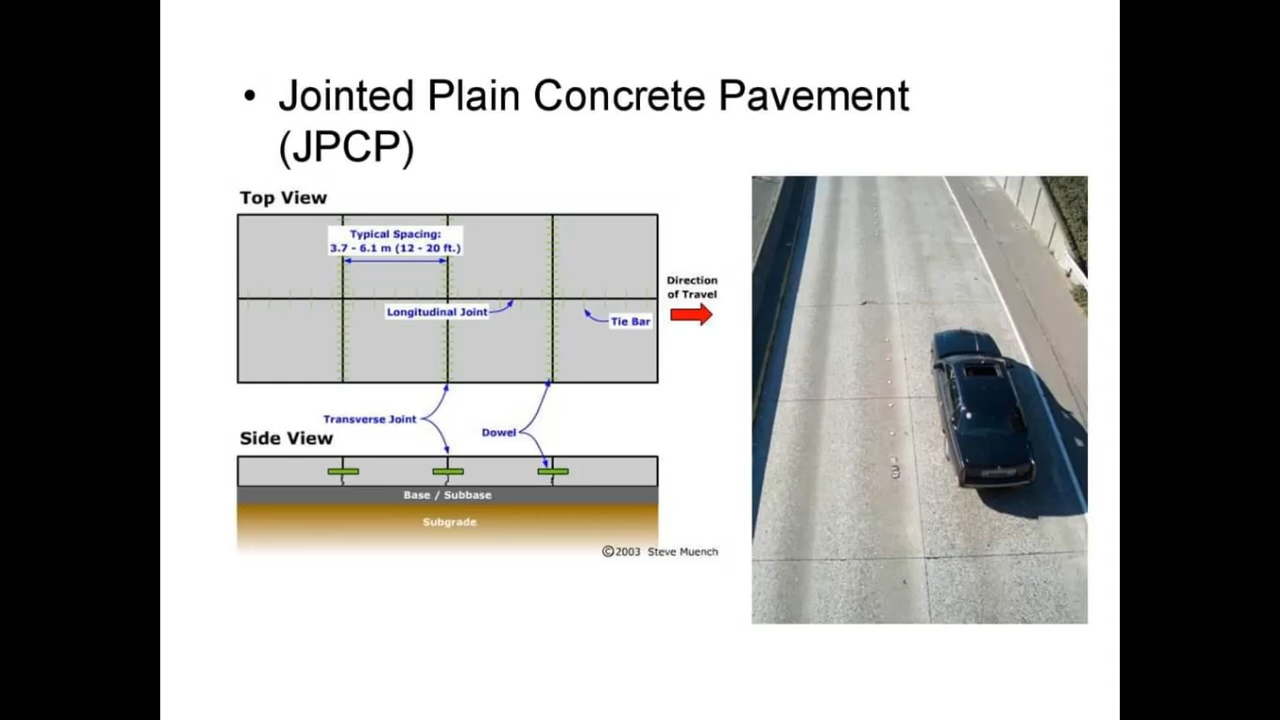 • Jointed Plain Concrete Pavement
(JPCP)
Top View
Typical Spacing:
3.7 - 6.1 m (12 - 20 ft.)
Direction
of Travel
Longitudinal Joint
Tie Bar
Transverse Joint
Dowel
Side View
Base / Subbase
Subgrade
©2003 Steve Muench